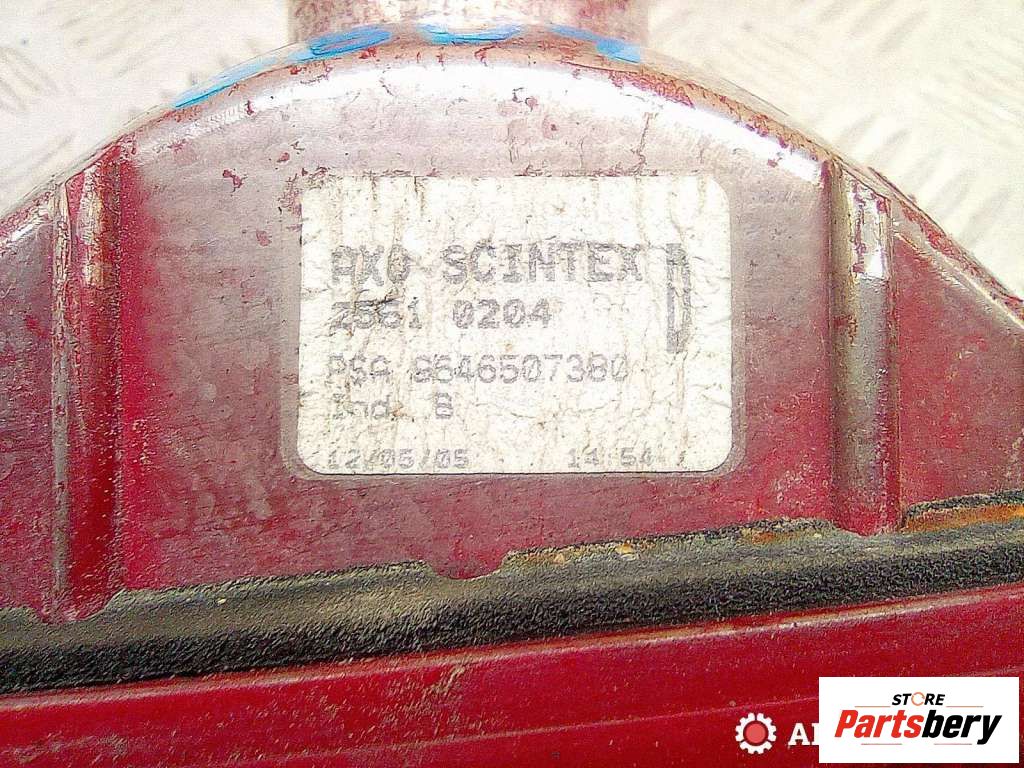 AXO SCINTEX D
2561 0204
PSA 9646507380
Ind. B
12/05/05 14 54
STORE
Partsbery